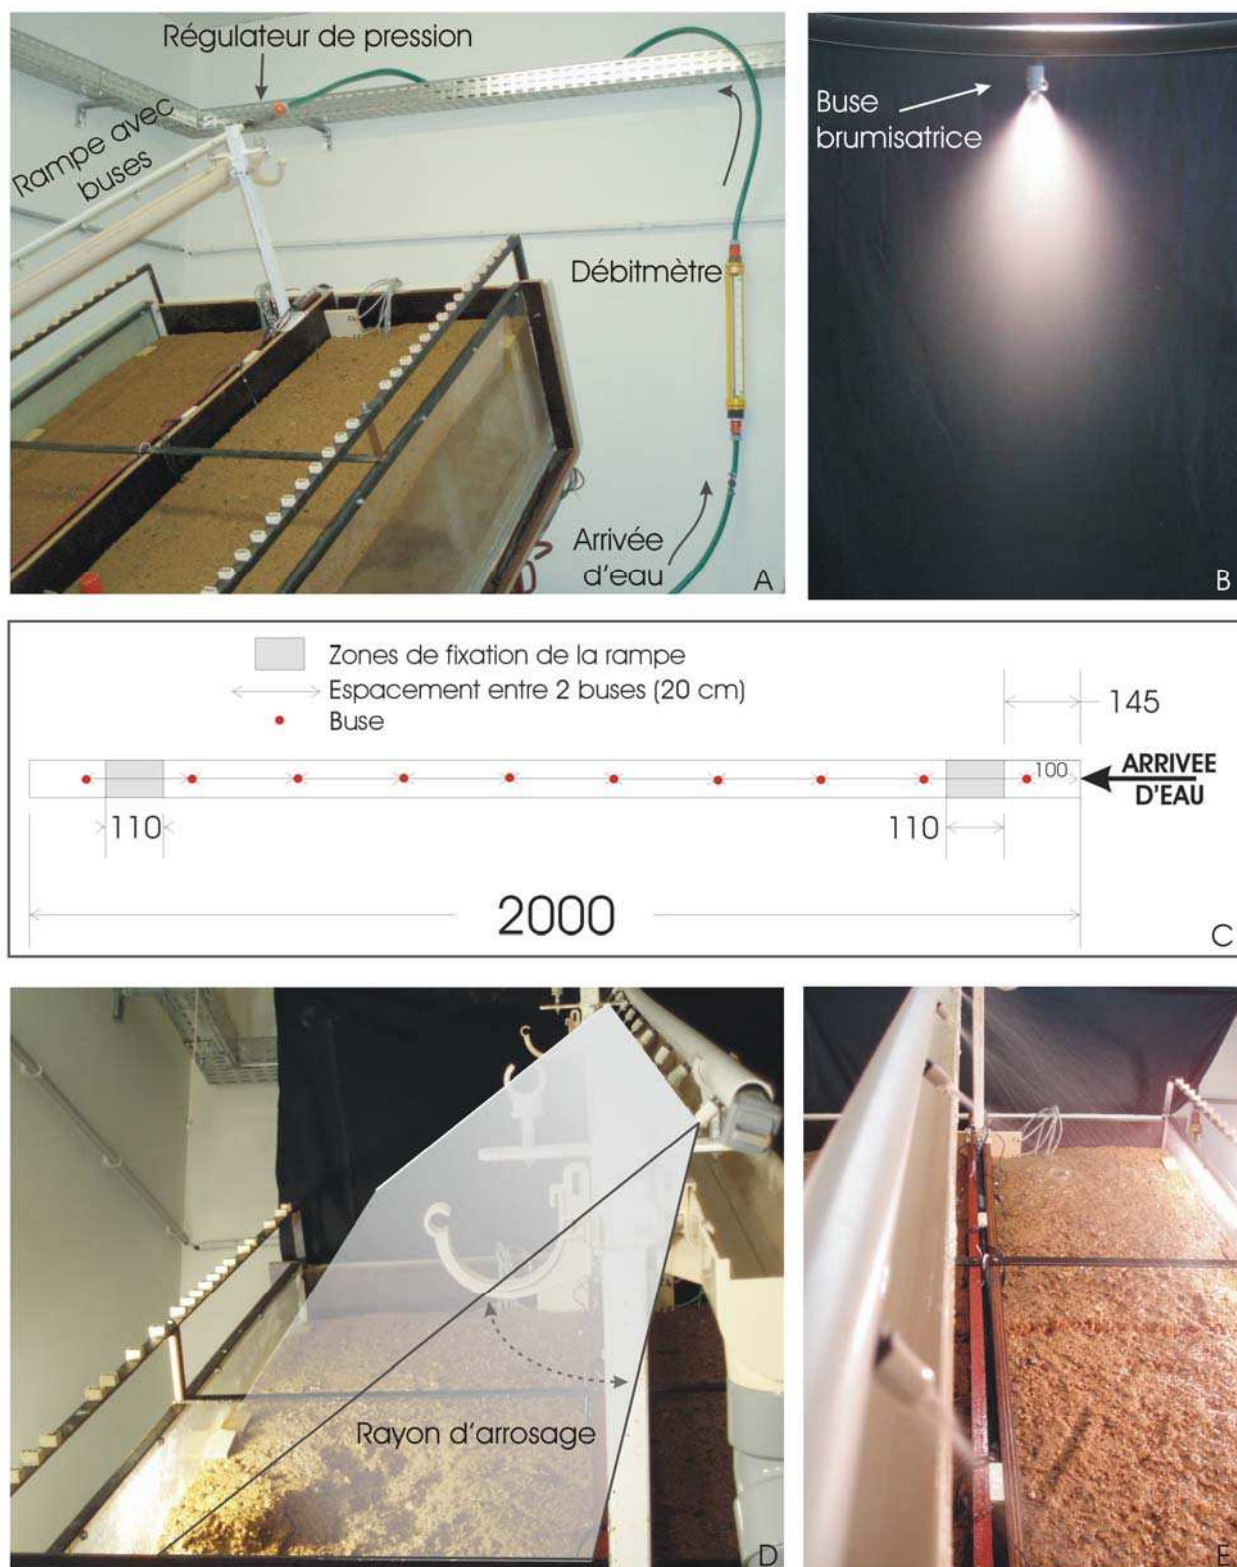 Régulateur de pression
Rampe avec
buses
Débitmètre
Arrivée
d'eau
A
Buse
brumisatrice
B
Zones de fixation de la rampe
Espacement entre 2 buses (20 cm)
Buse
145
100
ARRIVEE
D'EAU
110
110
2000
C
Rayon d'arrosage
D
E